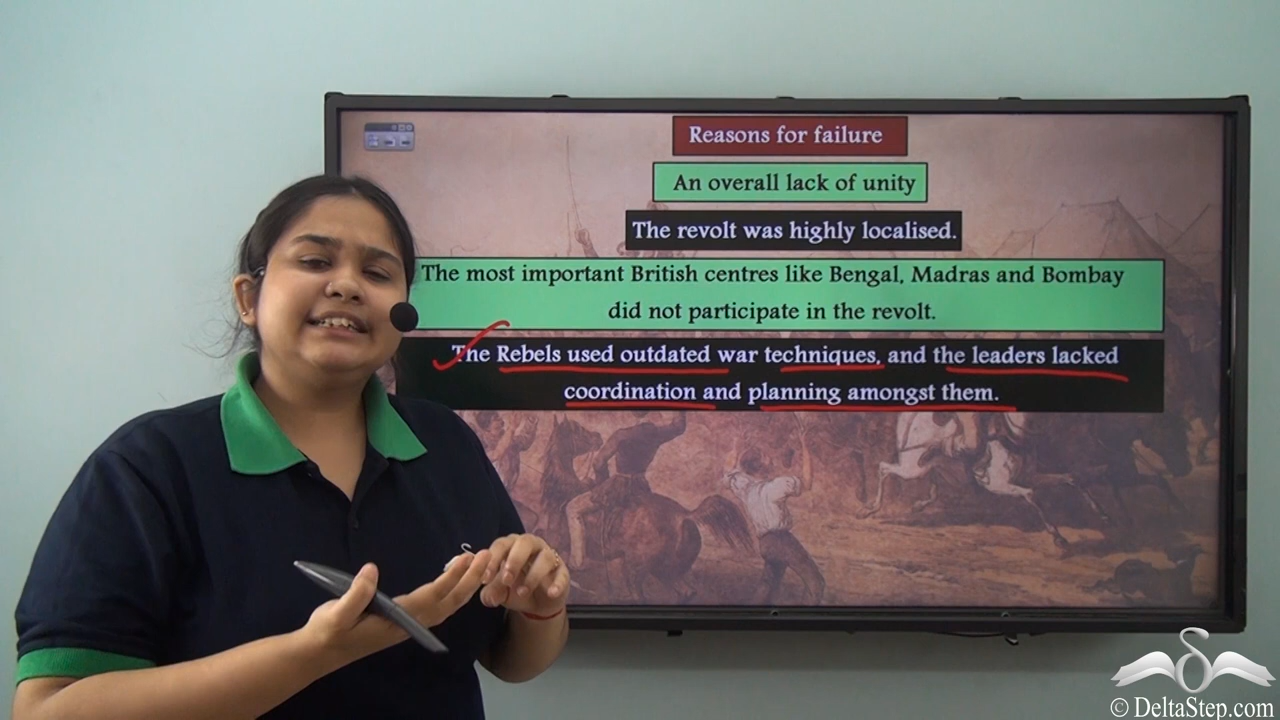 Reasons for failure
An overall lack of unity
The revolt was highly localised.
The most important British centres like Bengal, Madras and Bombay
did not participate in the revolt.
The Rebels used outdated war techniques, and the leaders lacked
coordination and planning amongst them.
© DeltaStep.com